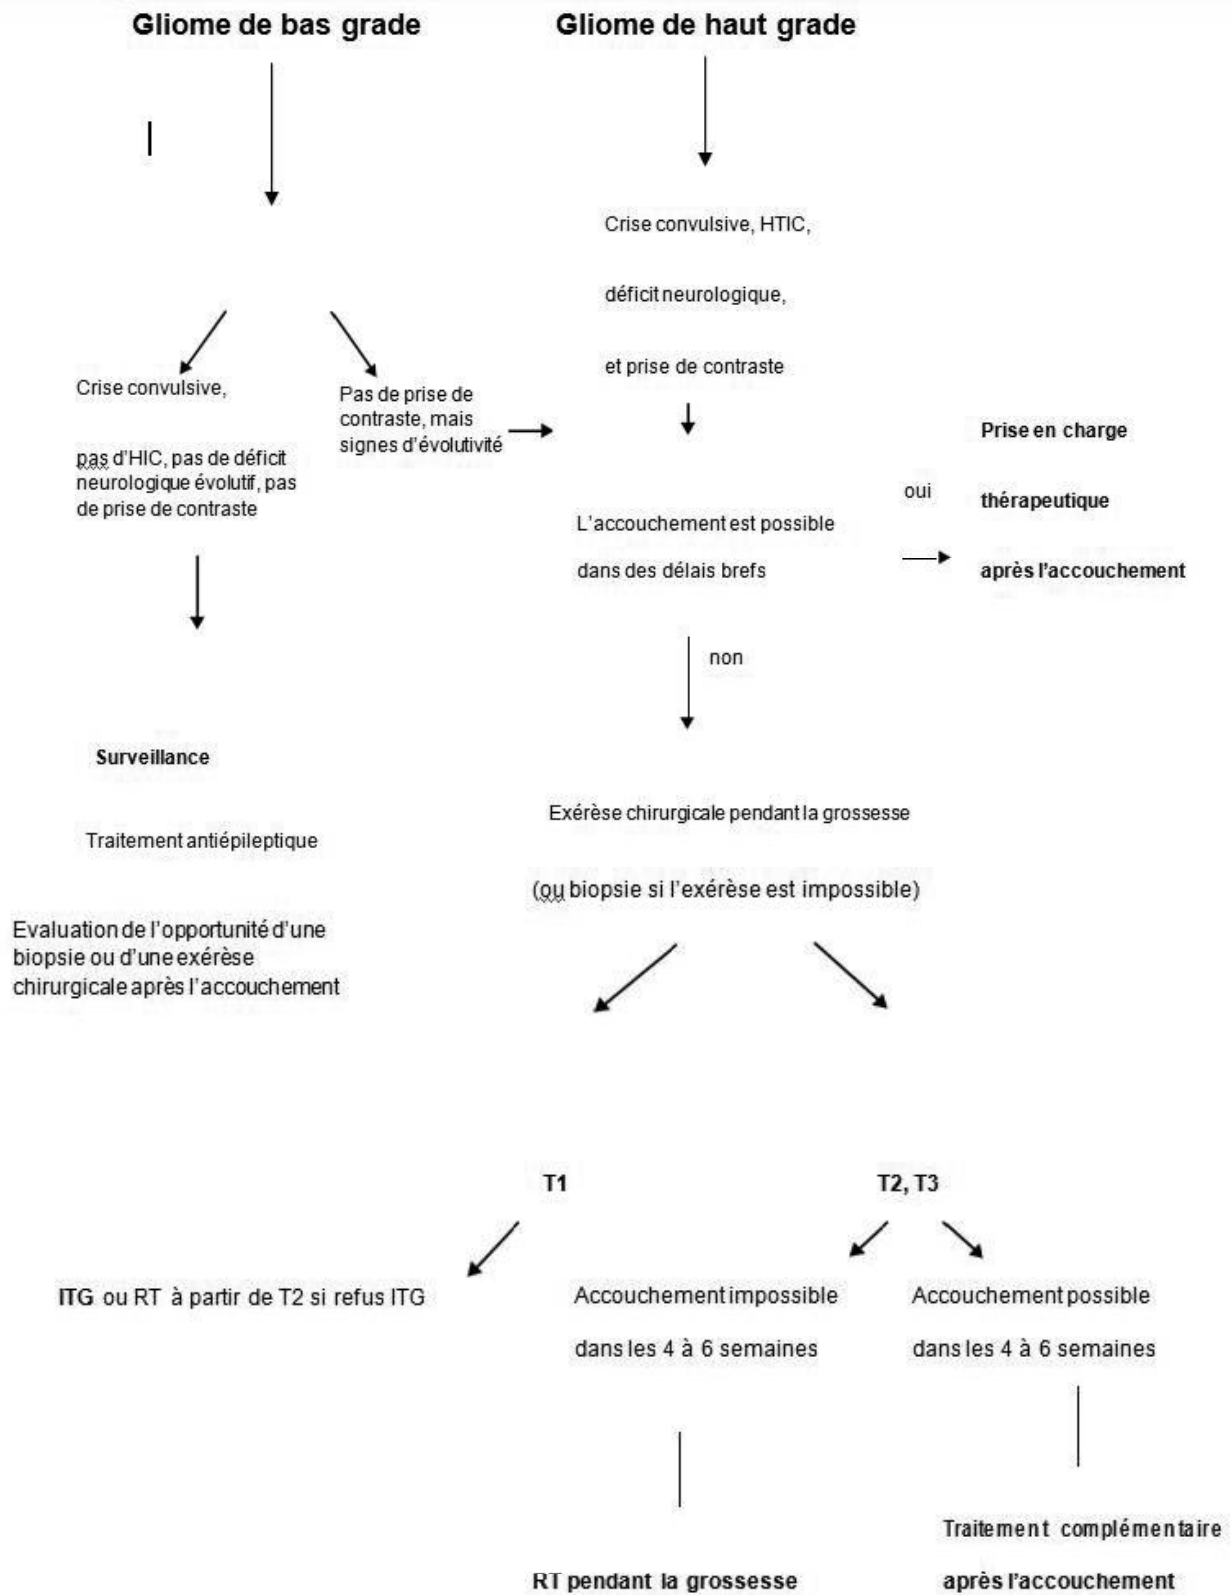 Gliome de bas grade
Gliome de haut grade
Crise convulsive, HTIC,
déficit neurologique,
et prise de contraste
Crise convulsive,
pas d'HIC, pas de déficit
neurologique évolutif, pas
de prise de contraste
Pas de prise de
contraste, mais
signes d'évolutivité
Prise en charge
thérapeutique
après l'accouchement
oui
L'accouchement est possible
dans des délais brefs
non
Surveillance
Traitement antiépileptique
Evaluation de l'opportunité d'une
biopsie ou d'une exérèse
chirurgicale après l'accouchement
Exérèse chirurgicale pendant la grossesse
(ou biopsie si l'exérèse est impossible)
T1
T2, T3
ITG ou RT à partir de T2 si refus ITG
Accouchement impossible
dans les 4 à 6 semaines
Accouchement possible
dans les 4 à 6 semaines
RT pendant la grossesse
Traitement complémentaire
après l'accouchement